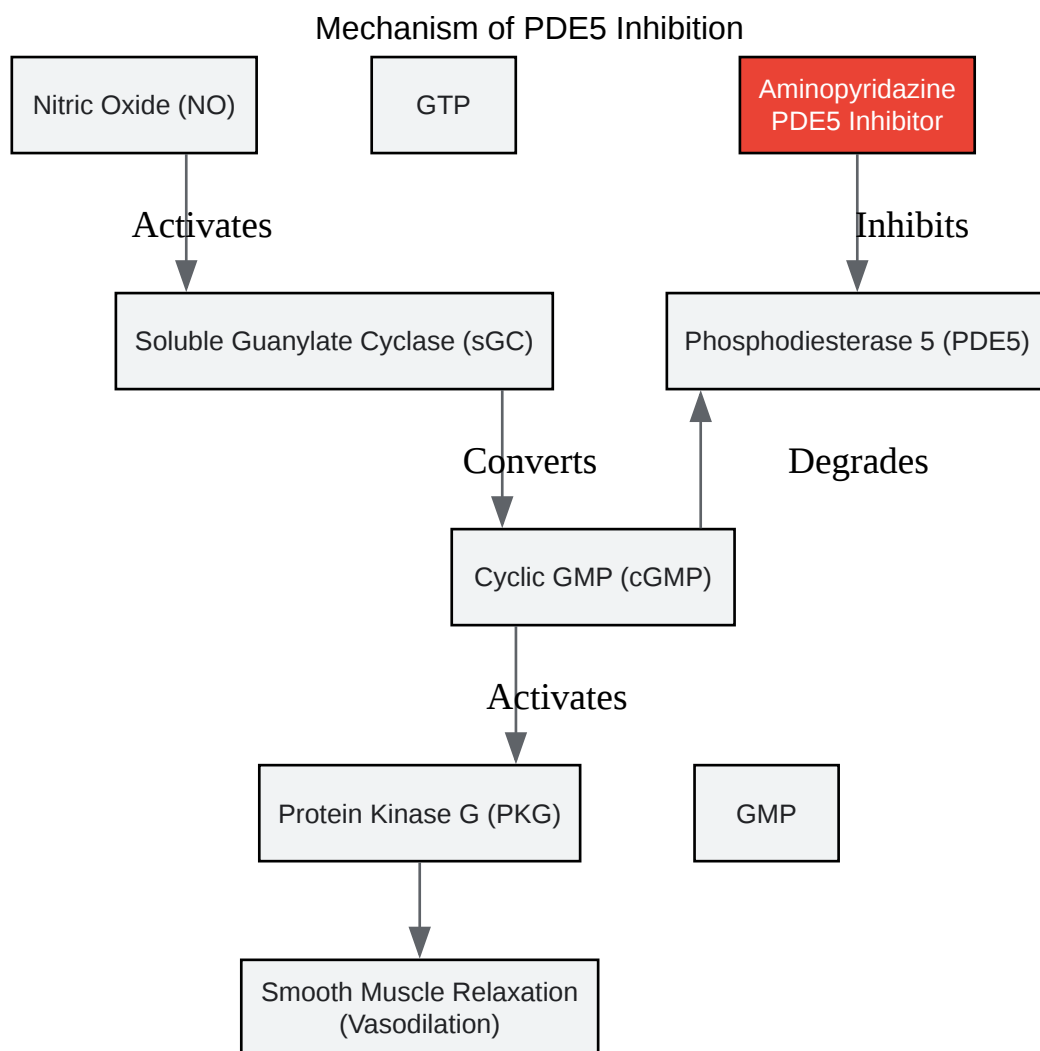 Mechanism of PDE5 Inhibition
Nitric Oxide (NO)
GTP
Aminopyridazine
PDE5 Inhibitor
Activates
Inhibits
Soluble Guanylate Cyclase (sGC)
Phosphodiesterase 5 (PDE5)
Converts
Degrades
Cyclic GMP (cGMP)
Activates
Protein Kinase G (PKG)
GMP
Smooth Muscle Relaxation
(Vasodilation)